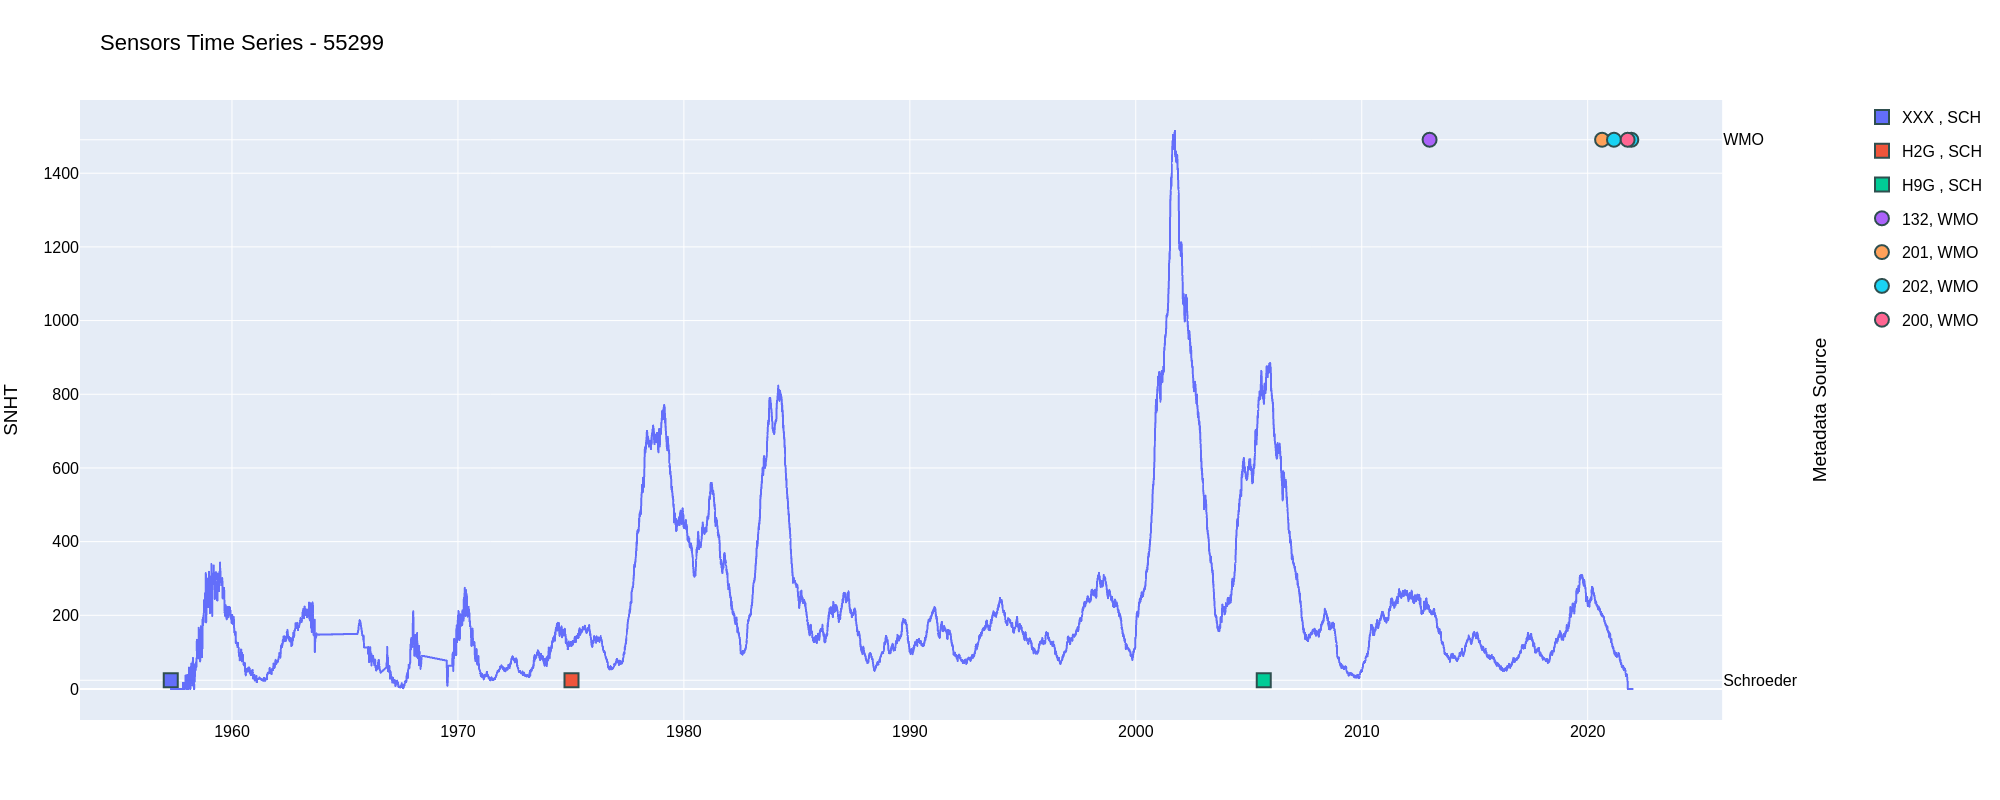 Sensors Time Series - 55299
XXX , SCH
H2G , SCH
H9G , SCH
132, WMO
201, WMO
202, WMO
200, WMO
WMO
Schroeder
Metadata Source
SNHT
1400
1200
1000
800
600
400
200
0
1960
1970
1980
1990
2000
2010
2020